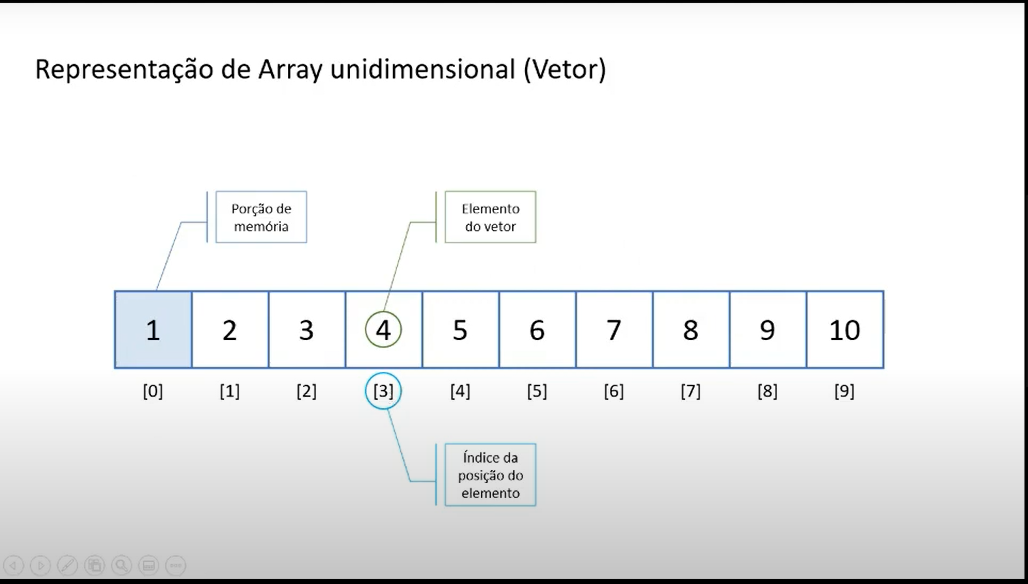 Representação de Array unidimensional (Vetor)
Porção de
memória
Elemento
do vetor
1 2 3 4 5 6 7 8 9 10
[0] [1] [2] [3] [4] [5] [6] [7] [8] [9]
Índice da
posição do
elemento